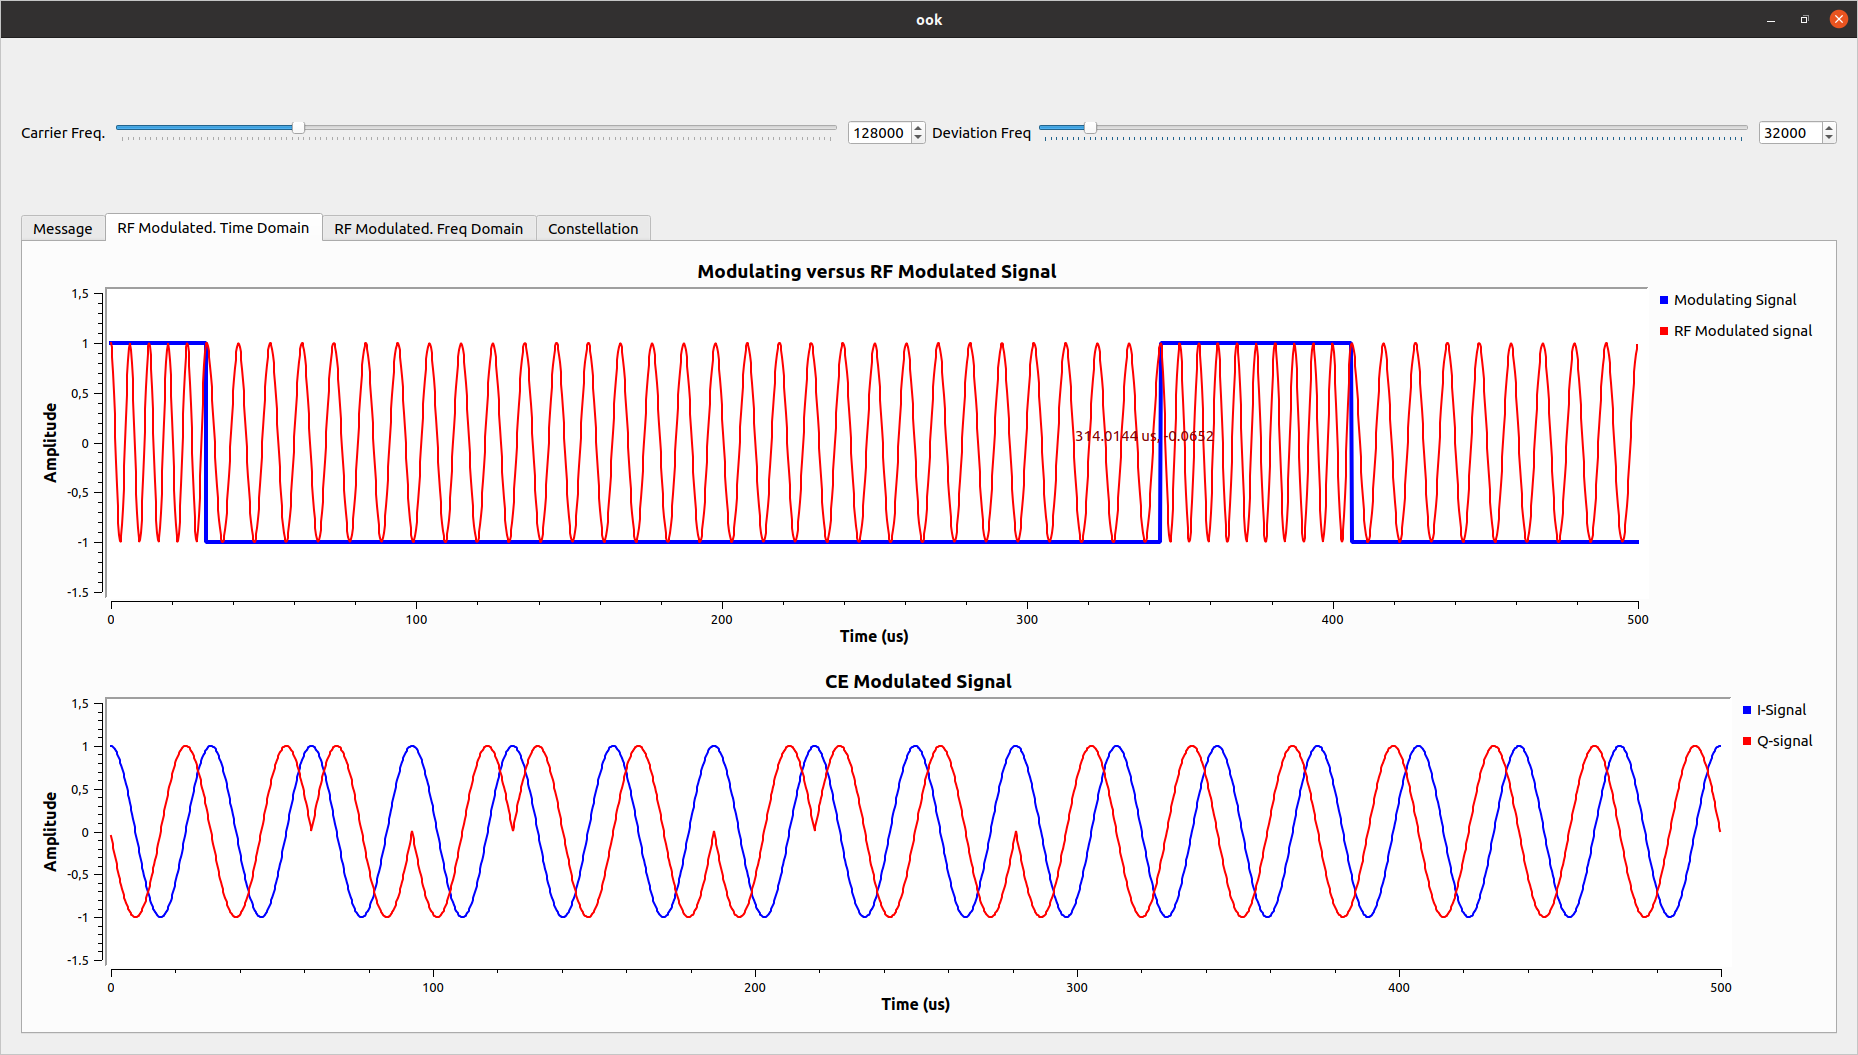 ook
Carrier Freq.
128000
Deviation Freq
32000
Message
RF Modulated. Time Domain
RF Modulated. Freq Domain
Constellation
Modulating versus RF Modulated Signal
Modulating Signal
RF Modulated signal
Amplitude
1,5
1
0,5
0
-0,5
-1
-1.5
314.0144 us, -0.0652
0
100
200
300
400
500
Time (us)
CE Modulated Signal
I-Signal
Q-signal
Amplitude
1,5
1
0,5
0
-0,5
-1
-1.5
0
100
200
300
400
500
Time (us)